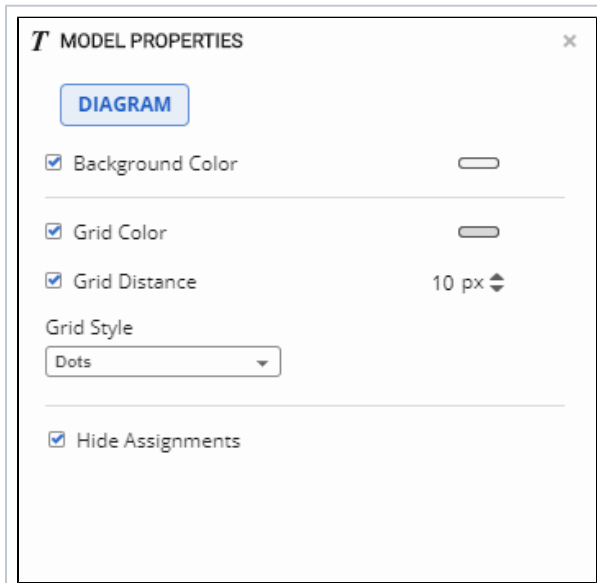 T MODEL PROPERTIES ×
DIAGRAM
Background Color
Grid Color
Grid Distance 10 px
Grid Style
Dots
Hide Assignments